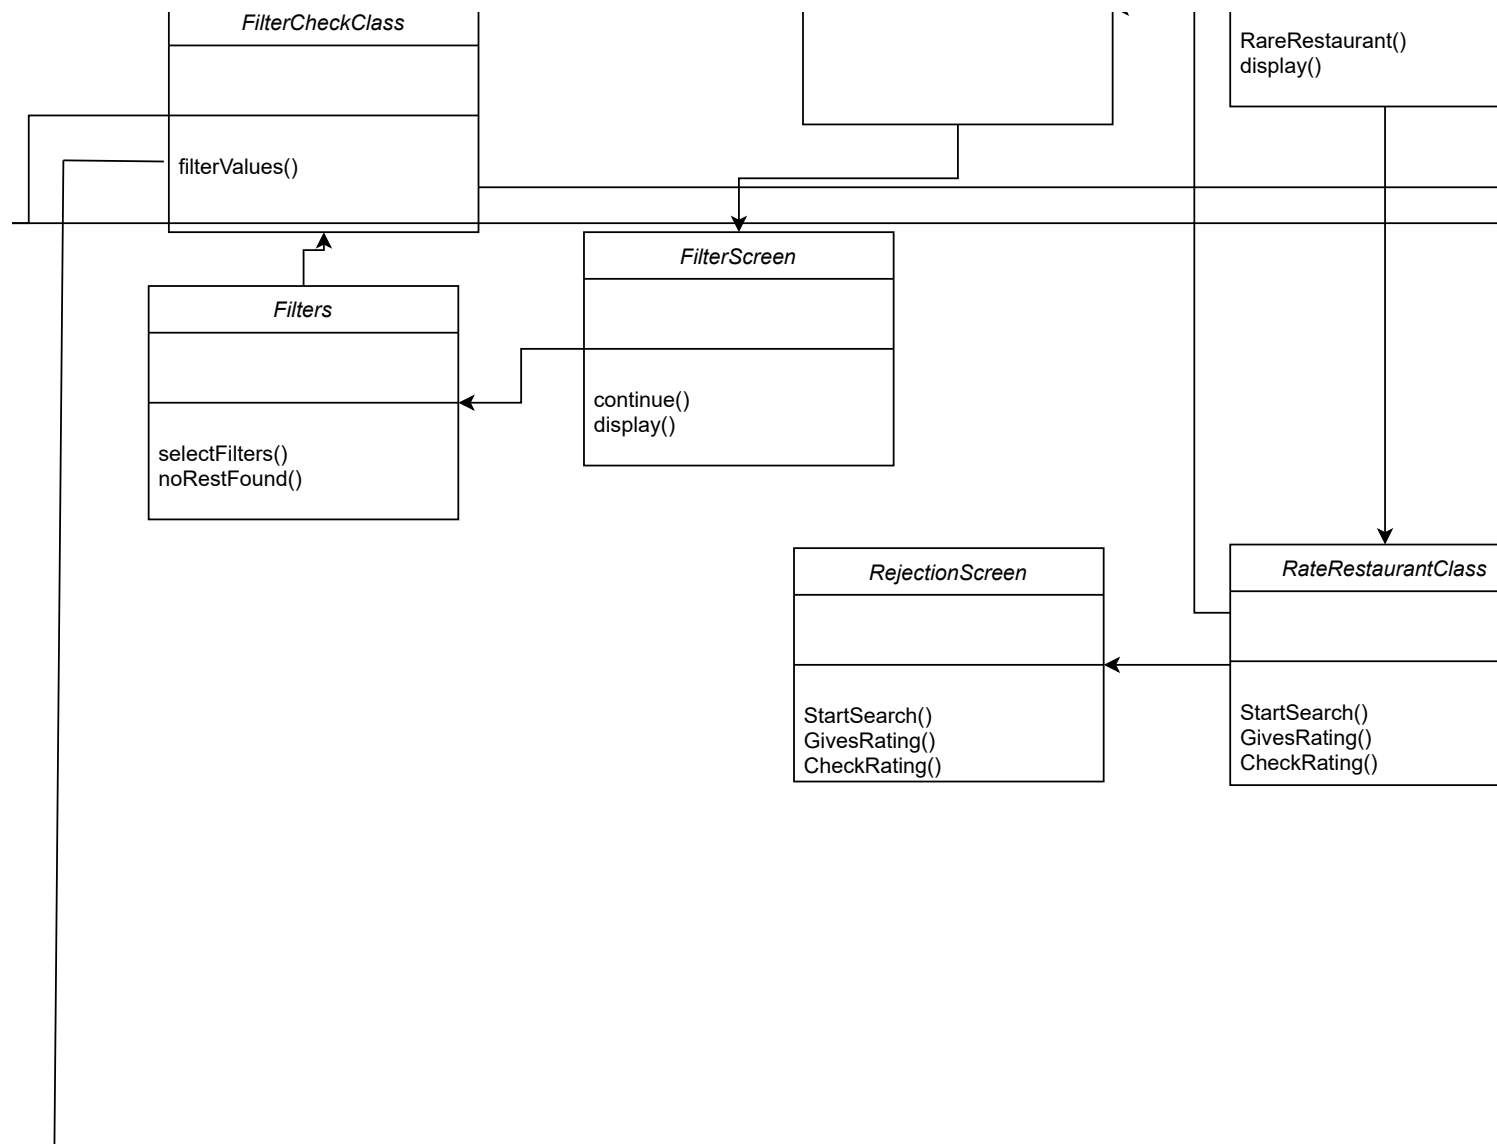 FilterCheckClass
filterValues()
RareRestaurant()
display()
FilterScreen
continue()
display()
Filters
selectFilters()
noRestFound()
RejectionScreen
StartSearch()
GivesRating()
CheckRating()
RateRestaurantClass
StartSearch()
GivesRating()
CheckRating()